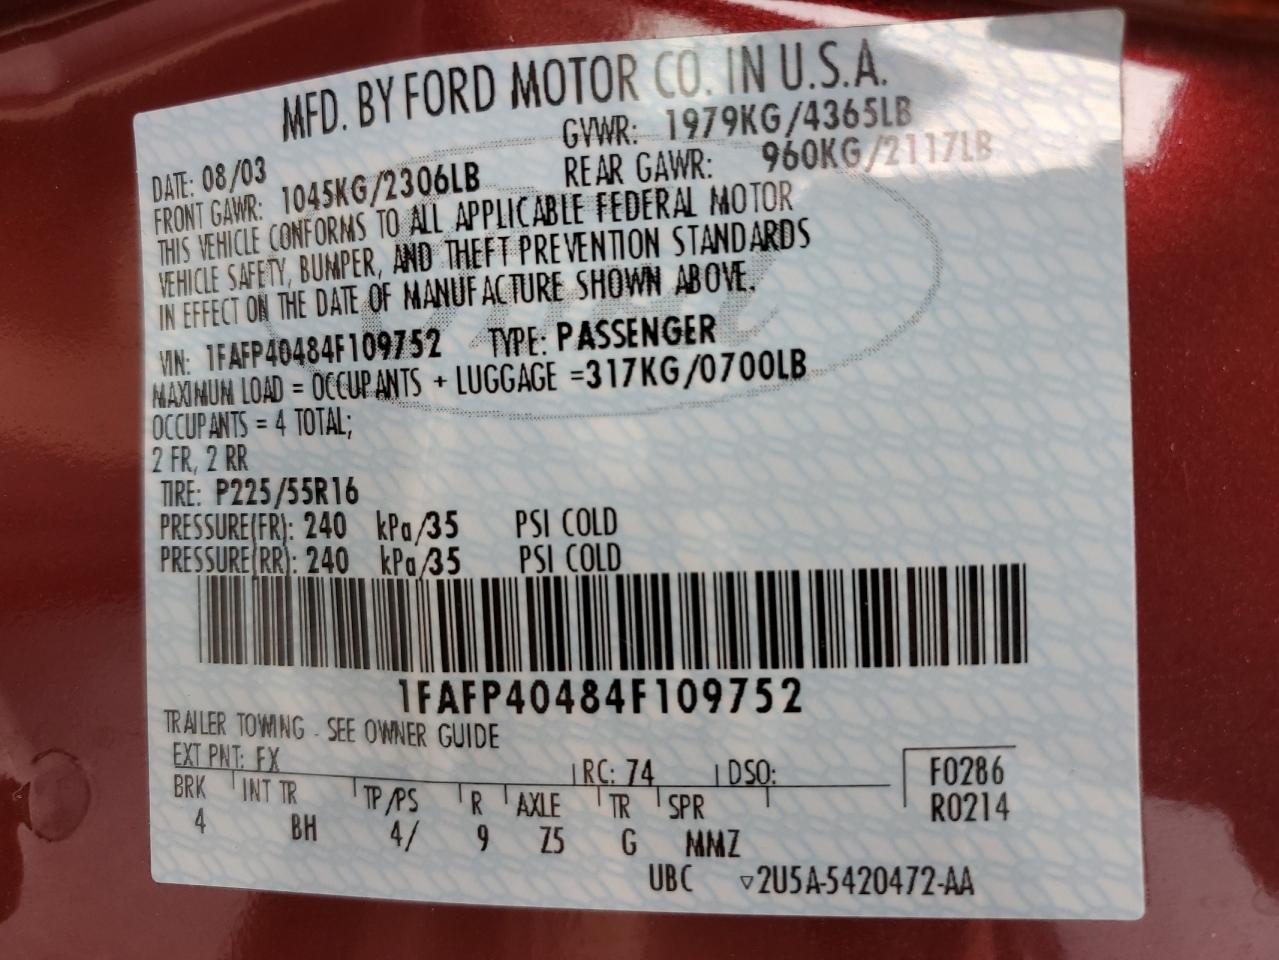 MFD. BY FORD MOTOR CO. IN U.S.A.
DATE: 08/03 GVWR: 1979KG/4365LB
FRONT GAWR: 1045KG/2306LB REAR GAWR: 960KG/2117LB
THIS VEHICLE CONFORMS TO ALL APPLICABLE FEDERAL MOTOR
VEHICLE SAFETY, BUMPER, AND THEFT PREVENTION STANDARDS
IN EFFECT ON THE DATE OF MANUFACTURE SHOWN ABOVE.
VIN: 1FAFP40484F109752 TYPE: PASSENGER
MAXIMUM LOAD = OCCUPANTS + LUGGAGE =317KG/0700LB
OCCUPANTS = 4 TOTAL;
2 FR, 2 RR
TIRE: P225/55R16
PRESSURE(FR): 240 kPa/35 PSI COLD
PRESSURE(RR): 240 kPa/35 PSI COLD
1FAFP40484F109752
TRAILER TOWING - SEE OWNER GUIDE
EXT PNT: FX RC: 74 DSO: F0286
BRK INT TR TP/PS R AXLE TR SPR R0214
4 BH 4/ 9 Z5 G MMZ
UBC ▽2U5A-5420472-AA